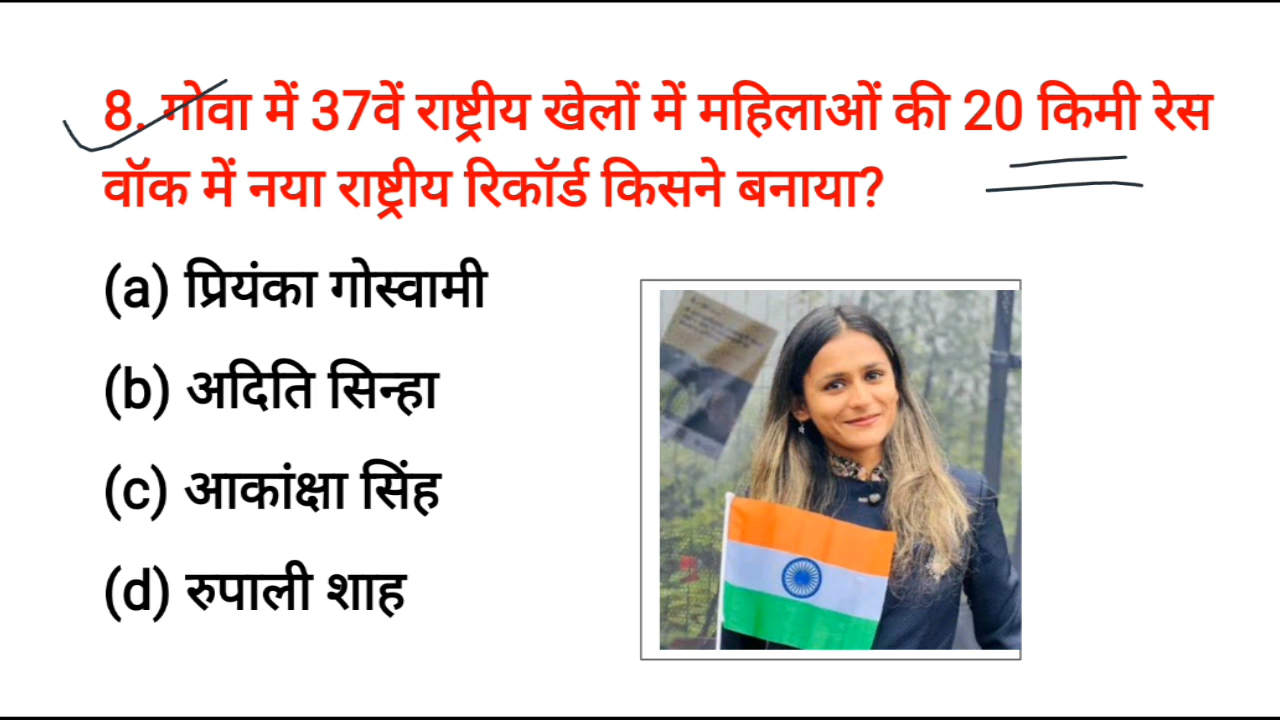 8. गोवा में 37वें राष्ट्रीय खेलों में महिलाओं की 20 किमी रेस
वॉक में नया राष्ट्रीय रिकॉर्ड किसने बनाया?
(a) प्रियंका गोस्वामी
(b) अदिति सिन्हा
(c) आकांक्षा सिंह
(d) रुपाली शाह